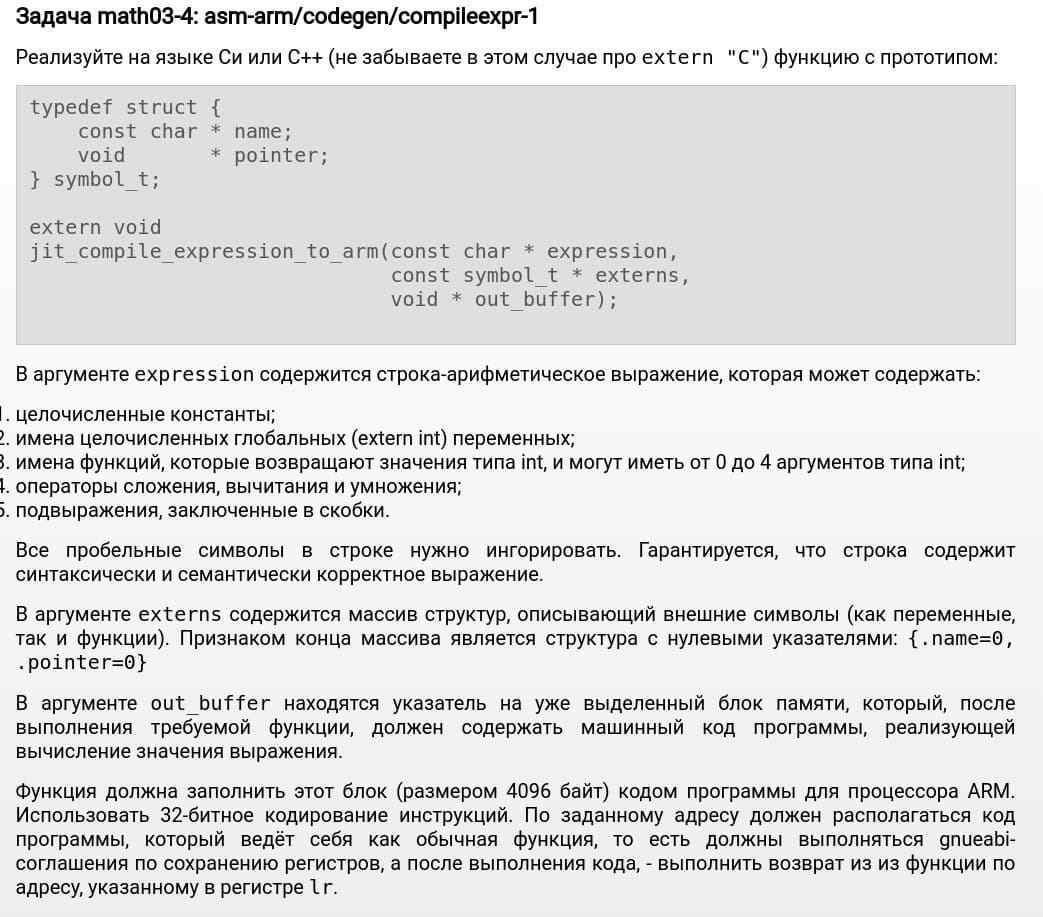 Задача math03-4: asm-arm/codegen/compileexpr-1
Реализуйте на языке Си или С++ (не забываете в этом случае про extern "C") функцию с прототипом:
typedef struct {
    const char * name;
    void       * pointer;
} symbol_t;

extern void
jit_compile_expression_to_arm(const char * expression,
                              const symbol_t * externs,
                              void * out_buffer);
В аргументе expression содержится строка-арифметическое выражение, которая может содержать:
1. целочисленные константы;
2. имена целочисленных глобальных (extern int) переменных;
3. имена функций, которые возвращают значения типа int, и могут иметь от 0 до 4 аргументов типа int;
4. операторы сложения, вычитания и умножения;
5. подвыражения, заключенные в скобки.
Все пробельные символы в строке нужно ингорировать. Гарантируется, что строка содержит
синтаксически и семантически корректное выражение.
В аргументе externs содержится массив структур, описывающий внешние символы (как переменные,
так и функции). Признаком конца массива является структура с нулевыми указателями: {.name=0,
.pointer=0}
В аргументе out_buffer находятся указатель на уже выделенный блок памяти, который, после
выполнения требуемой функции, должен содержать машинный код программы, реализующей
вычисление значения выражения.
Функция должна заполнить этот блок (размером 4096 байт) кодом программы для процессора ARM.
Использовать 32-битное кодирование инструкций. По заданному адресу должен располагаться код
программы, который ведёт себя как обычная функция, то есть должны выполняться gnueabi-
соглашения по сохранению регистров, а после выполнения кода, - выполнить возврат из из функции по
адресу, указанному в регистре lr.